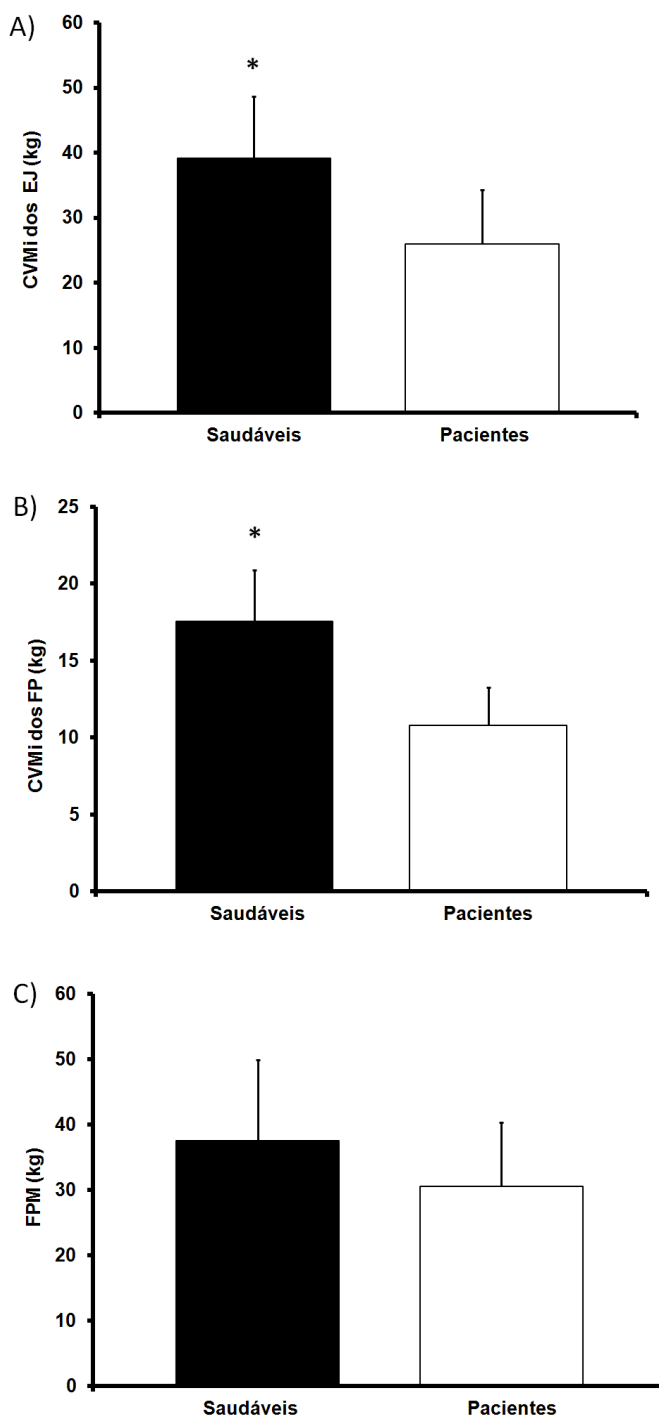 A)
CVMi dos EJ (kg)
60
50
40
30
20
10
0
*
Saudáveis Pacientes
B)
CVMi dos FP (kg)
25
20
15
10
5
0
*
Saudáveis Pacientes
C)
FPM (kg)
60
50
40
30
20
10
0
Saudáveis Pacientes